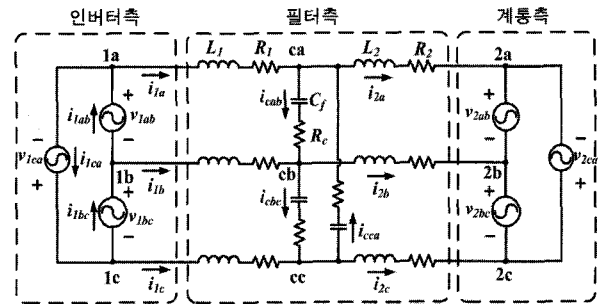 인버터측 필터측 계통측
1a L1 R1 ca L2 R2 2a
i1a i2a
+ icab Cf +
i1ab v1ab v2ab
− Rc −
v1ca i1ca v2ca
+ 1b cb 2b +
i1b i2b
+ icbc +
i1bc v1bc v2bc
− icca −
1c cc 2c
i1c i2c